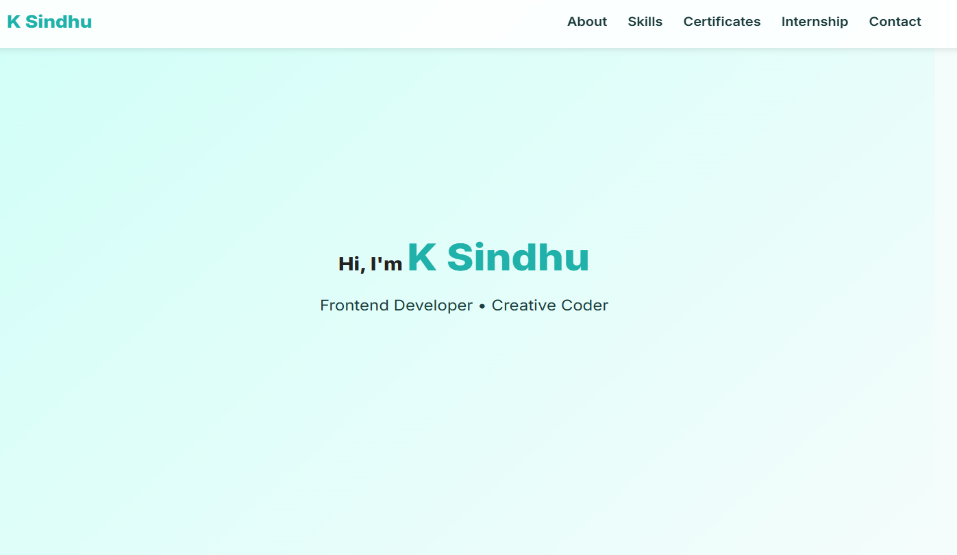 K Sindhu
About Skills Certificates Internship Contact
Hi, I'm K Sindhu
Frontend Developer • Creative Coder